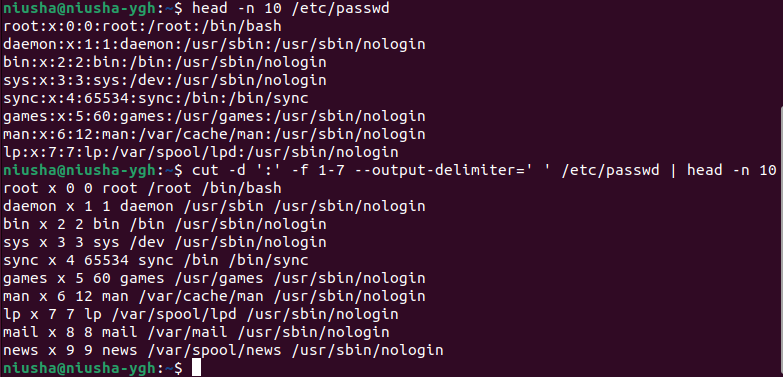 niusha@niusha-ygh:~$ head -n 10 /etc/passwd
root:x:0:0:root:/root:/bin/bash
daemon:x:1:1:daemon:/usr/sbin:/usr/sbin/nologin
bin:x:2:2:bin:/bin:/usr/sbin/nologin
sys:x:3:3:sys:/dev:/usr/sbin/nologin
sync:x:4:65534:sync:/bin:/bin/sync
games:x:5:60:games:/usr/games:/usr/sbin/nologin
man:x:6:12:man:/var/cache/man:/usr/sbin/nologin
lp:x:7:7:lp:/var/spool/lpd:/usr/sbin/nologin
niusha@niusha-ygh:~$ cut -d ':' -f 1-7 --output-delimiter=' ' /etc/passwd | head -n 10
root x 0 0 root /root /bin/bash
daemon x 1 1 daemon /usr/sbin /usr/sbin/nologin
bin x 2 2 bin /bin /usr/sbin/nologin
sys x 3 3 sys /dev /usr/sbin/nologin
sync x 4 65534 sync /bin /bin/sync
games x 5 60 games /usr/games /usr/sbin/nologin
man x 6 12 man /var/cache/man /usr/sbin/nologin
lp x 7 7 lp /var/spool/lpd /usr/sbin/nologin
mail x 8 8 mail /var/mail /usr/sbin/nologin
news x 9 9 news /var/spool/news /usr/sbin/nologin
niusha@niusha-ygh:~$